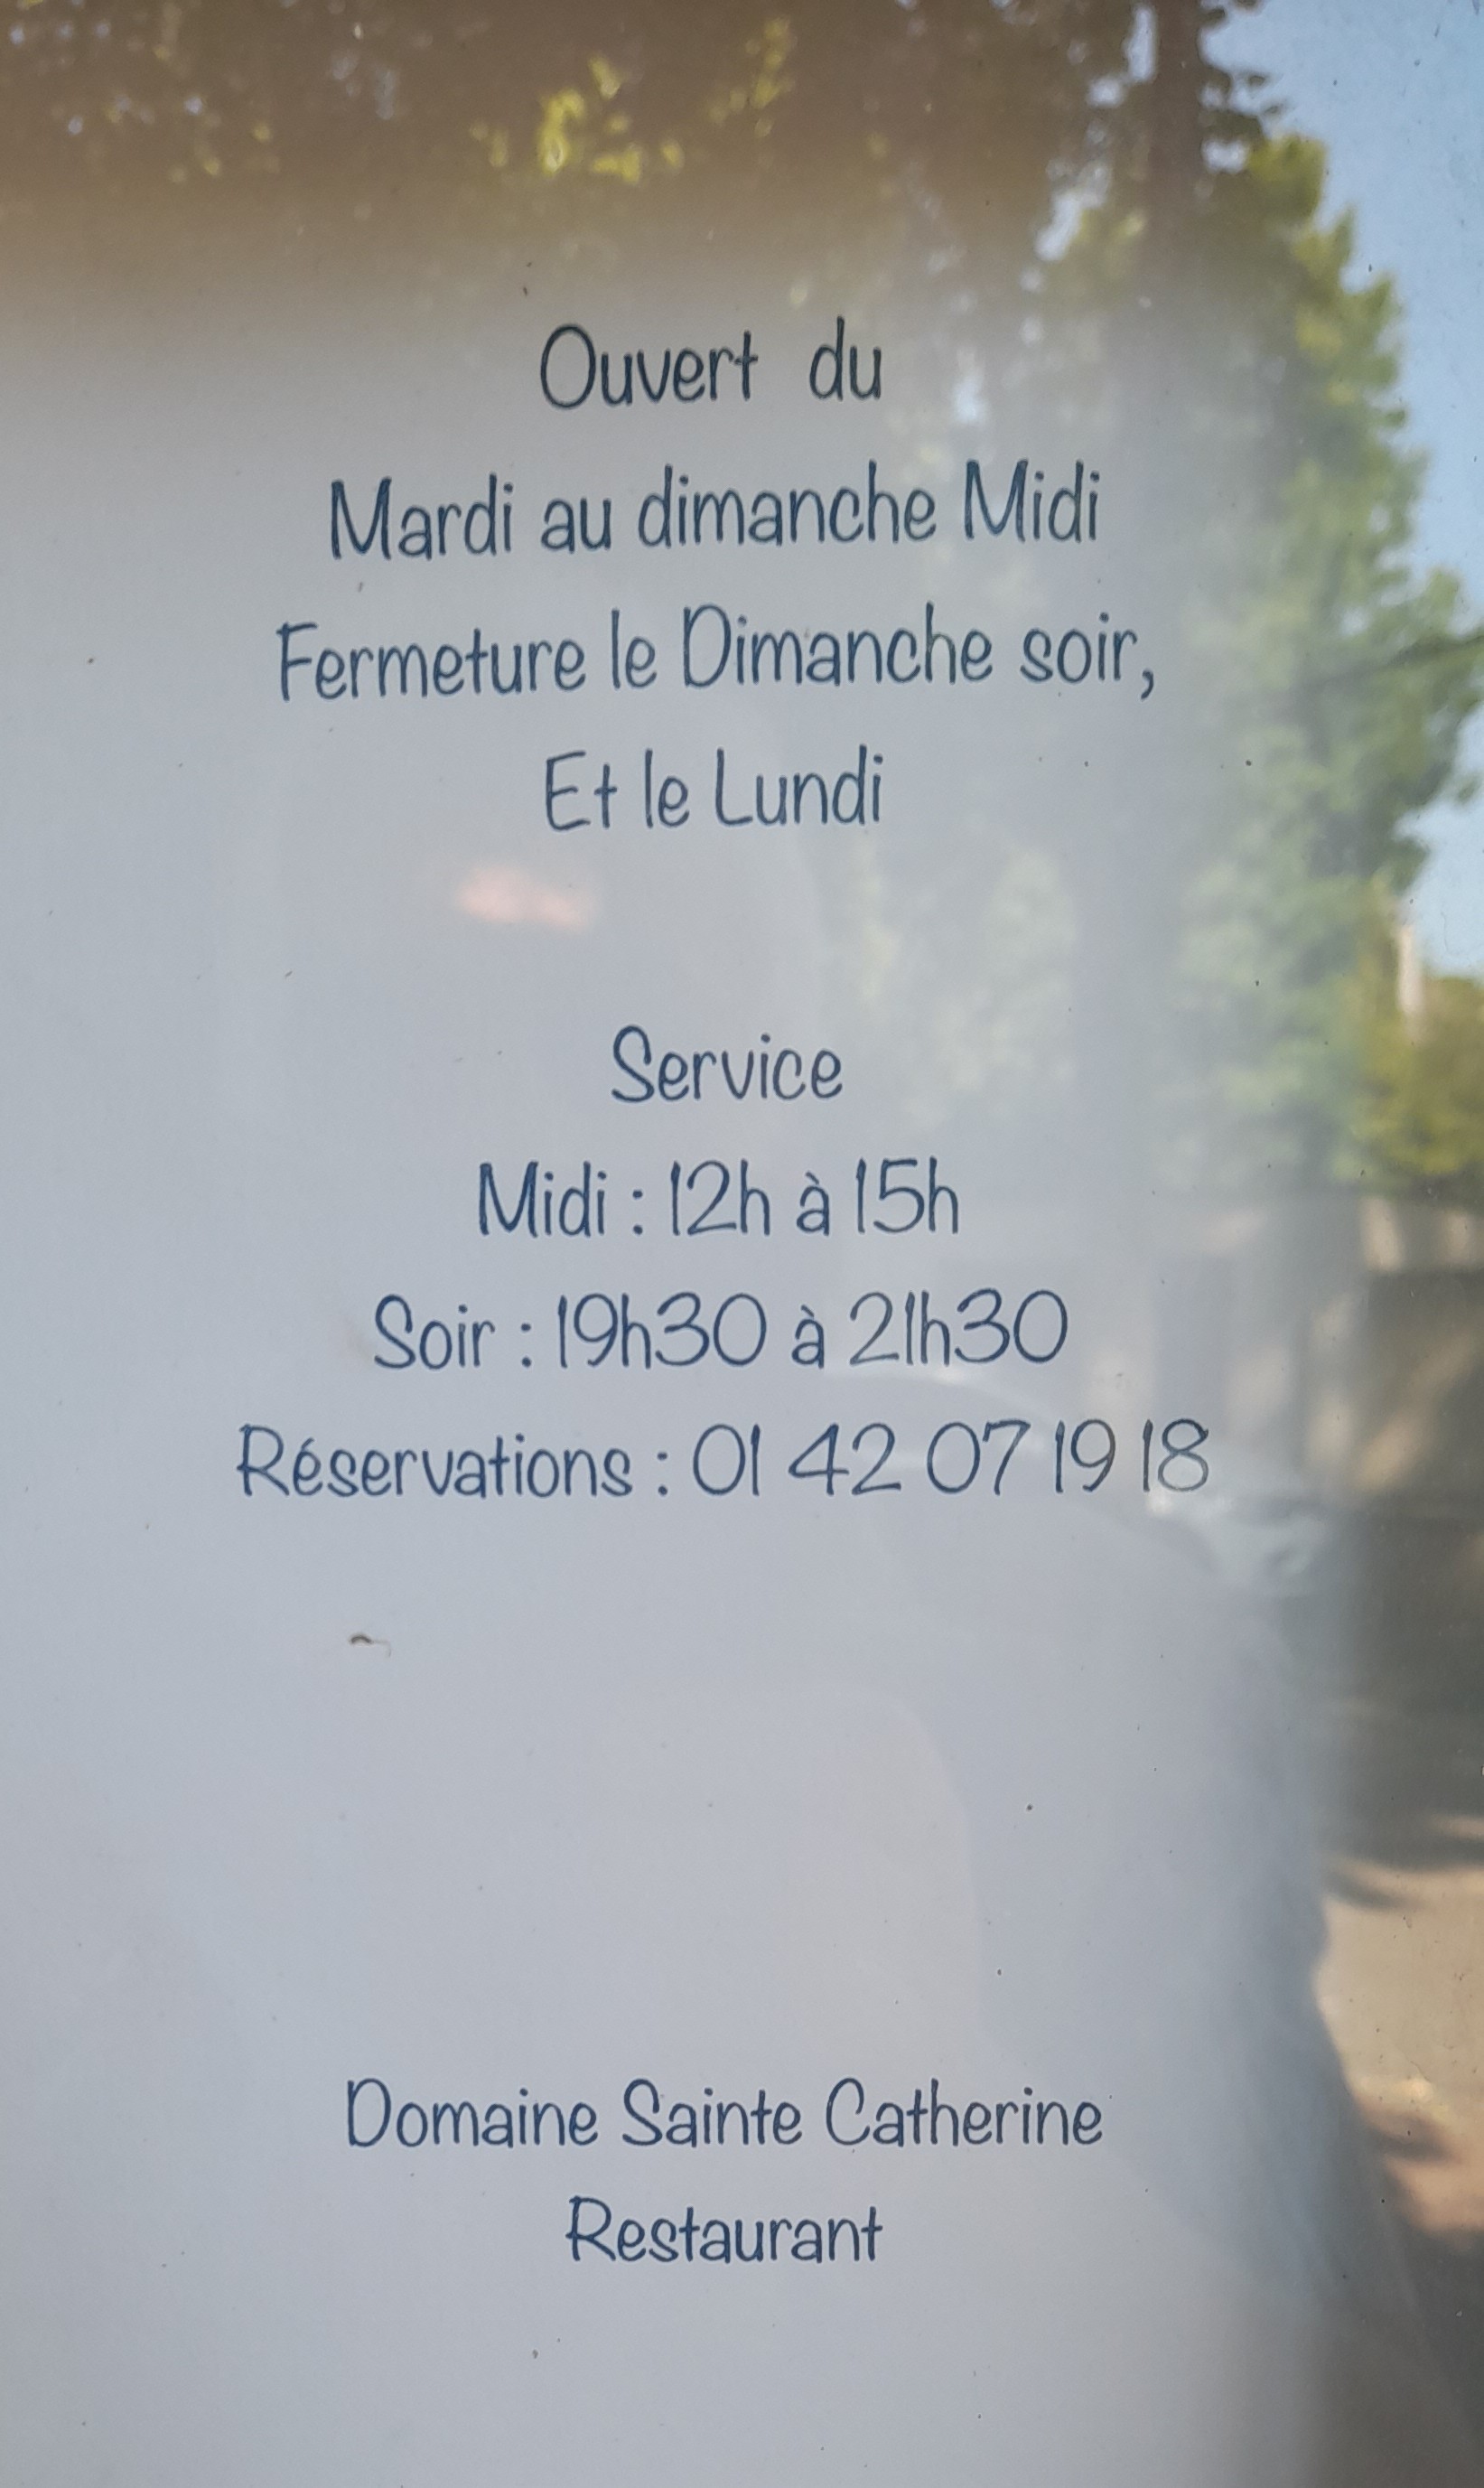 Ouvert du
Mardi au dimanche Midi
Fermeture le Dimanche soir,
Et le Lundi
Service
Midi : 12h à 15h
Soir : 19h30 à 21h30
Réservations : 01 42 07 19 18
Domaine Sainte Catherine
Restaurant